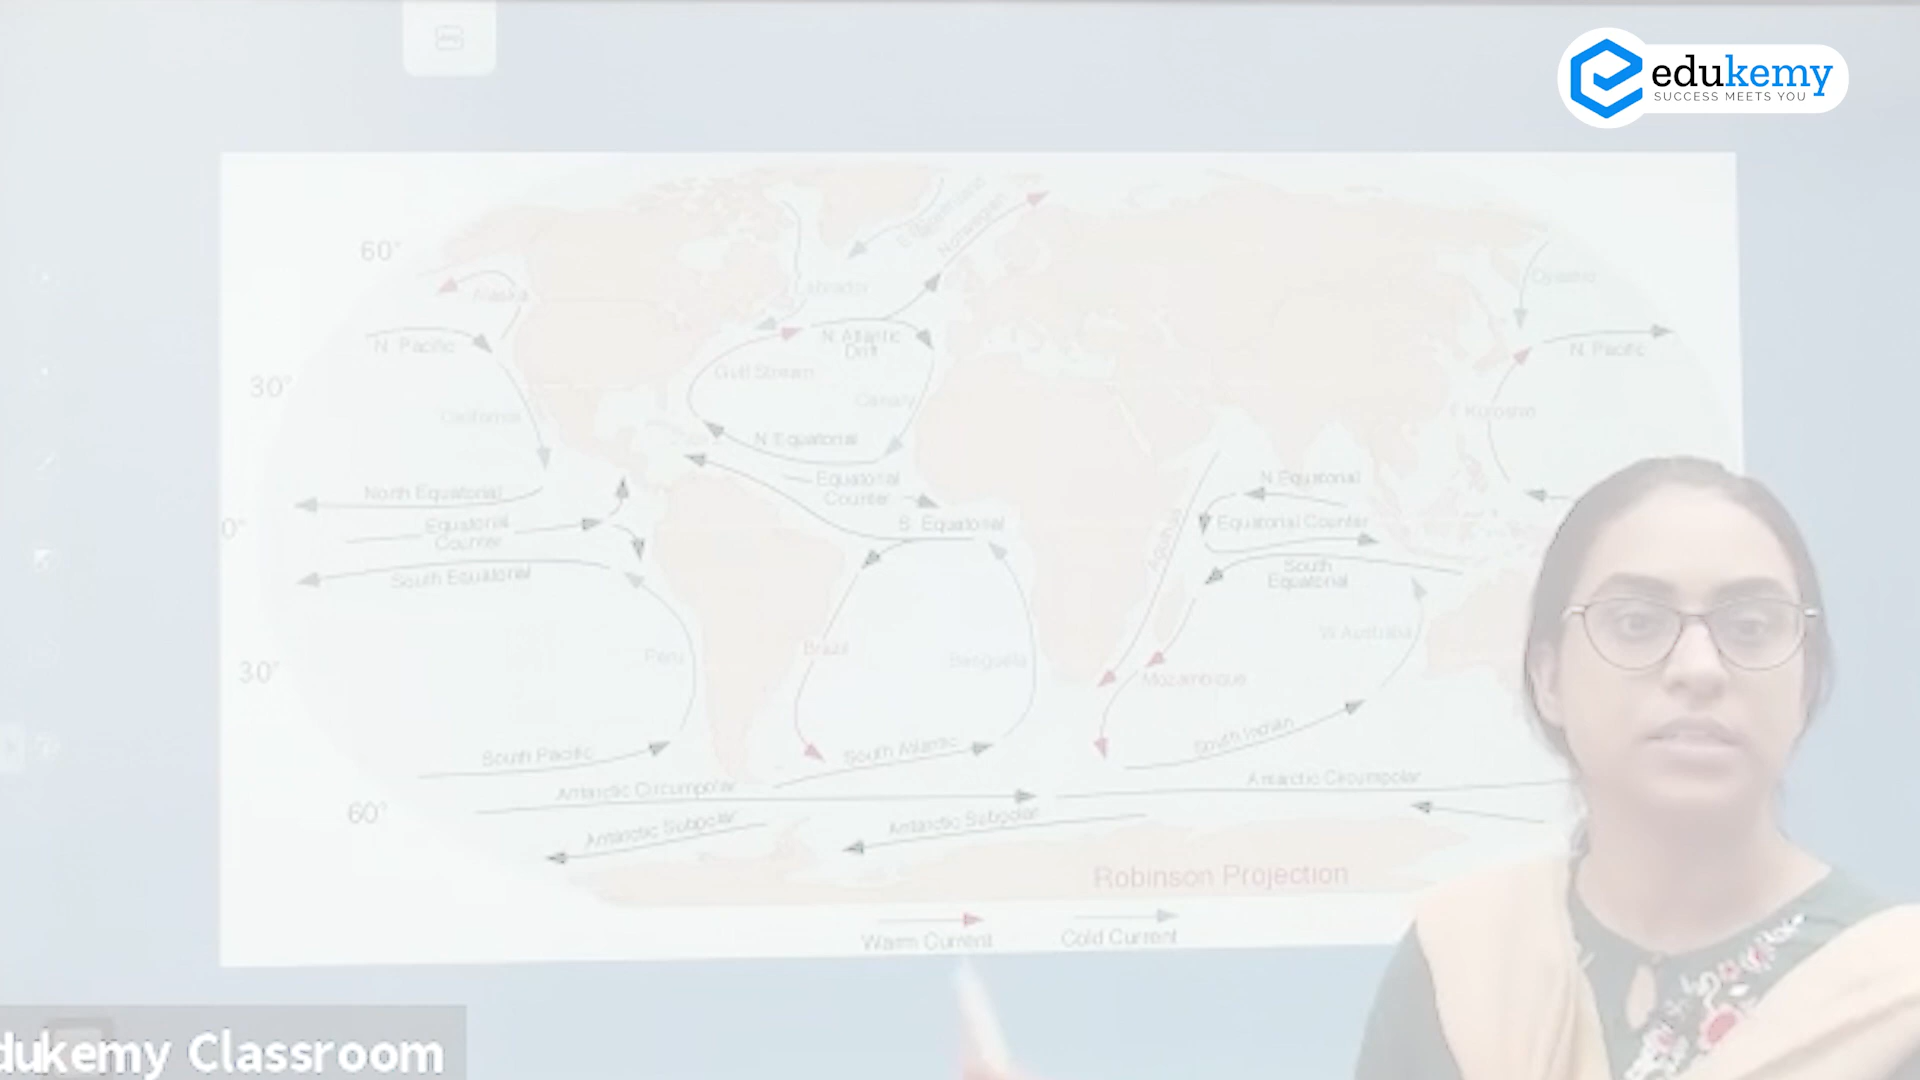 edukemy
SUCCESS MEETS YOU
60°
E Greenland
Norwegian
Alaska
Labrador
Oyashio
N. Pacific
N. Atlantic
Drift
N. Pacific
30°
Gulf Stream
California
Canary
Kuroshio
N Equatorial
North Equatorial
Equatorial
Counter
N. Equatorial
0°
Equatorial
Counter
S. Equatorial
Equatorial Counter
Agulhas
South Equatorial
South
Equatorial
W Australia
30°
Peru
Brazil
Benguela
Mozambique
South Pacific
South Atlantic
South Indian
Antarctic Circumpolar
Antarctic Circumpolar
60°
Antarctic Subpolar
Antarctic Subpolar
Robinson Projection
Warm Current
Cold Current
dukemy Classroom